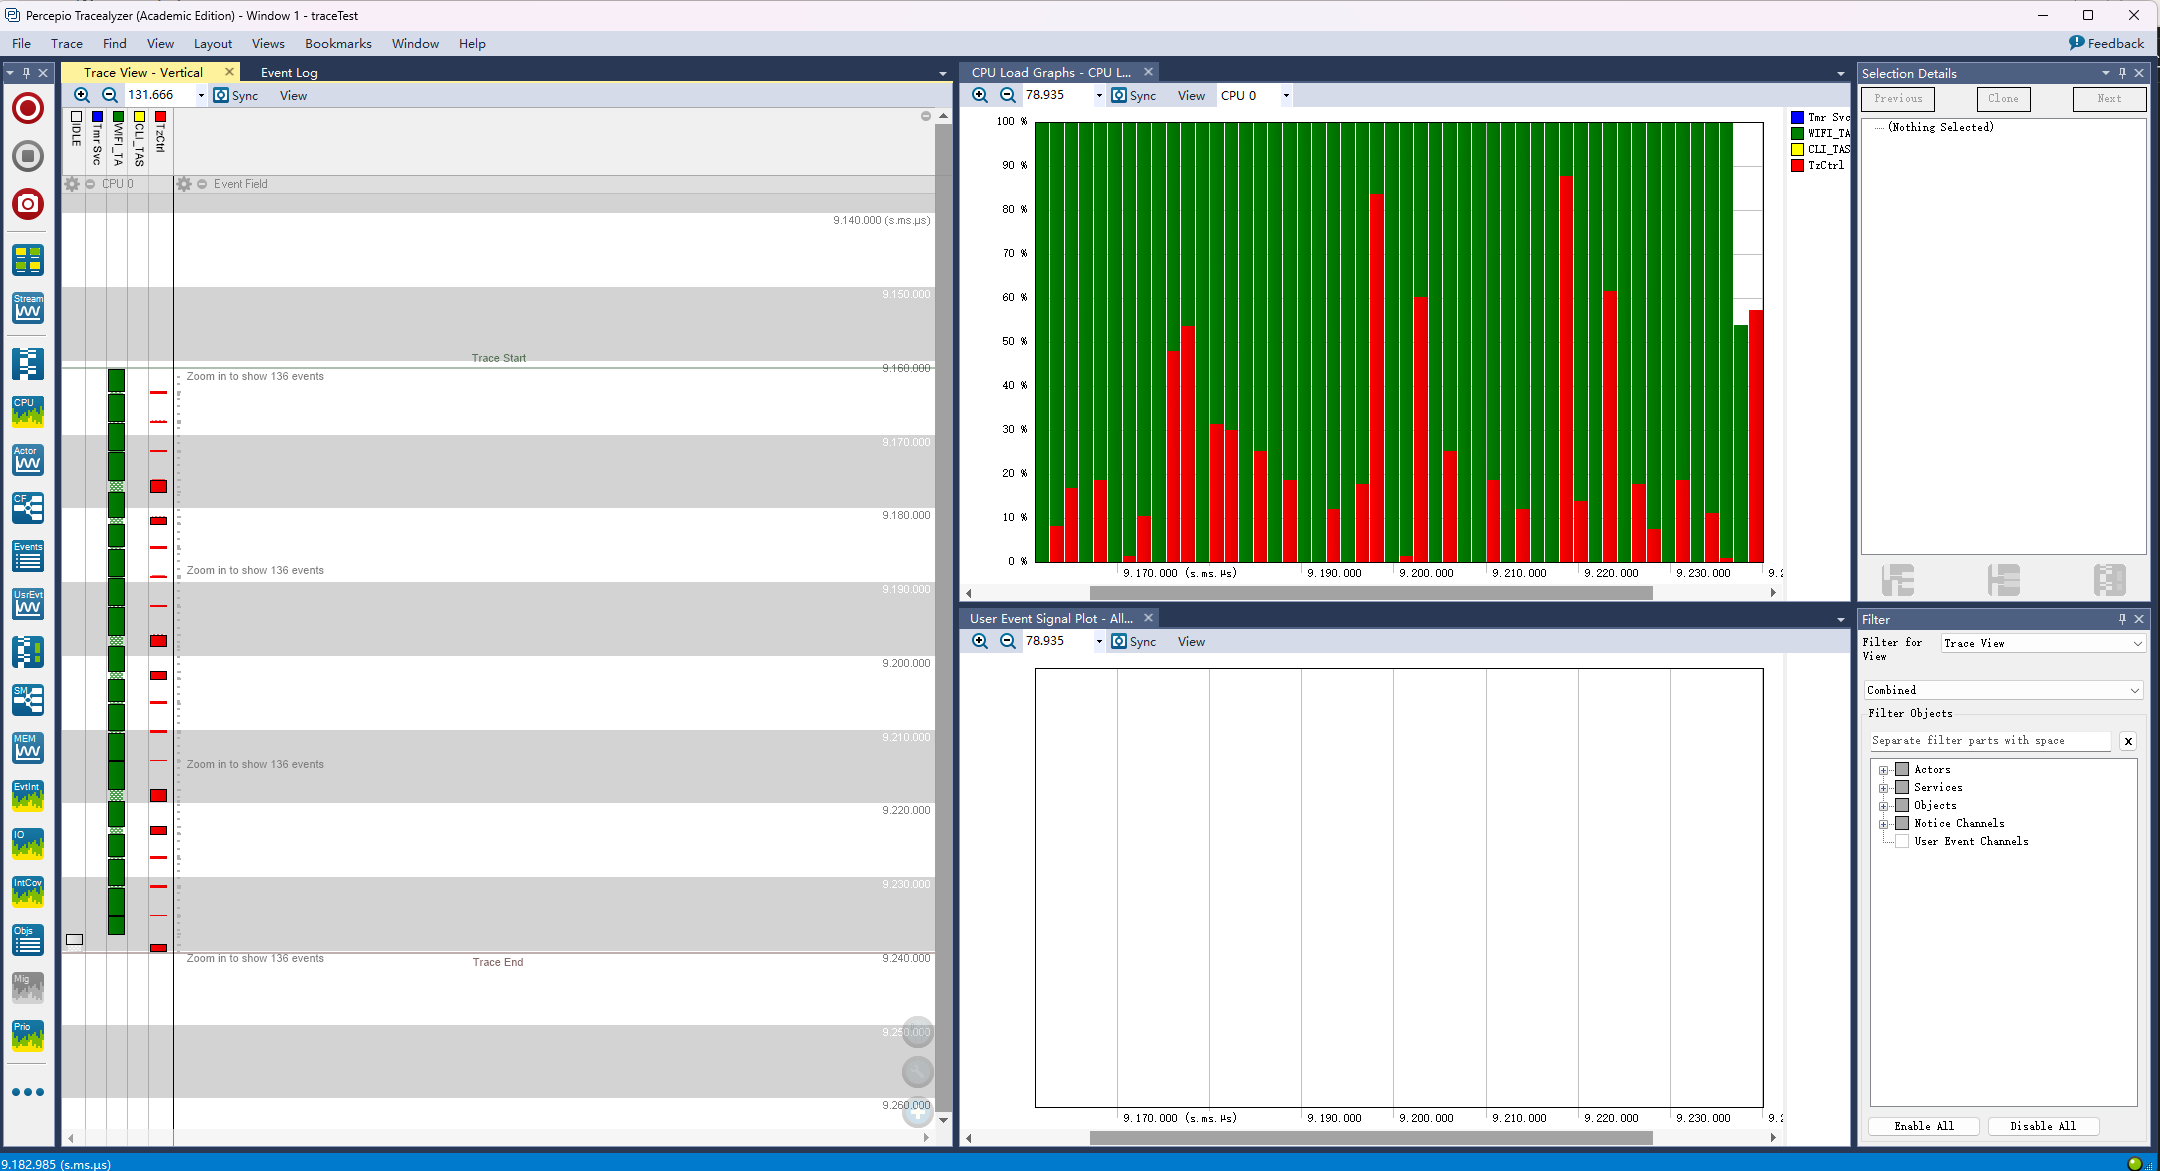 Percepio Tracealyzer (Academic Edition) - Window 1 - traceTest
File Trace Find View Layout Views Bookmarks Window Help
Feedback
Trace View - Vertical
Event Log
131.666
Sync
View
IDLE
Tmr Svc
WIFI_TA
CLI_TAS
TzCtrl
CPU 0
Event Field
9.140.000 (s.ms.µs)
9.150.000
Trace Start
9.160.000
Zoom in to show 136 events
9.170.000
9.180.000
Zoom in to show 136 events
9.190.000
9.200.000
9.210.000
Zoom in to show 136 events
9.220.000
9.230.000
Zoom in to show 136 events
9.240.000
Trace End
9.250.000
9.260.000
Stream
CPU
Actor
CF
Events
UsrEvt
SM
MEM
EvtInt
IO
IntCov
Objs
Mig
Prio
CPU Load Graphs - CPU L...
78.935
Sync
View
CPU 0
100 %
90 %
80 %
70 %
60 %
50 %
40 %
30 %
20 %
10 %
0 %
9.170.000 (s.ms.µs)
9.190.000
9.200.000
9.210.000
9.220.000
9.230.000
9.2
Tmr Svc
WIFI_TA
CLI_TAS
TzCtrl
User Event Signal Plot - All...
78.935
Sync
View
9.170.000 (s.ms.µs)
9.190.000
9.200.000
9.210.000
9.220.000
9.230.000
9.2
Selection Details
Previous
Clone
Next
(Nothing Selected)
Filter
Filter for
View
Trace View
Combined
Filter Objects
Separate filter parts with space
x
Actors
Services
Objects
Notice Channels
User Event Channels
Enable All
Disable All
9.182.985 (s.ms.µs)